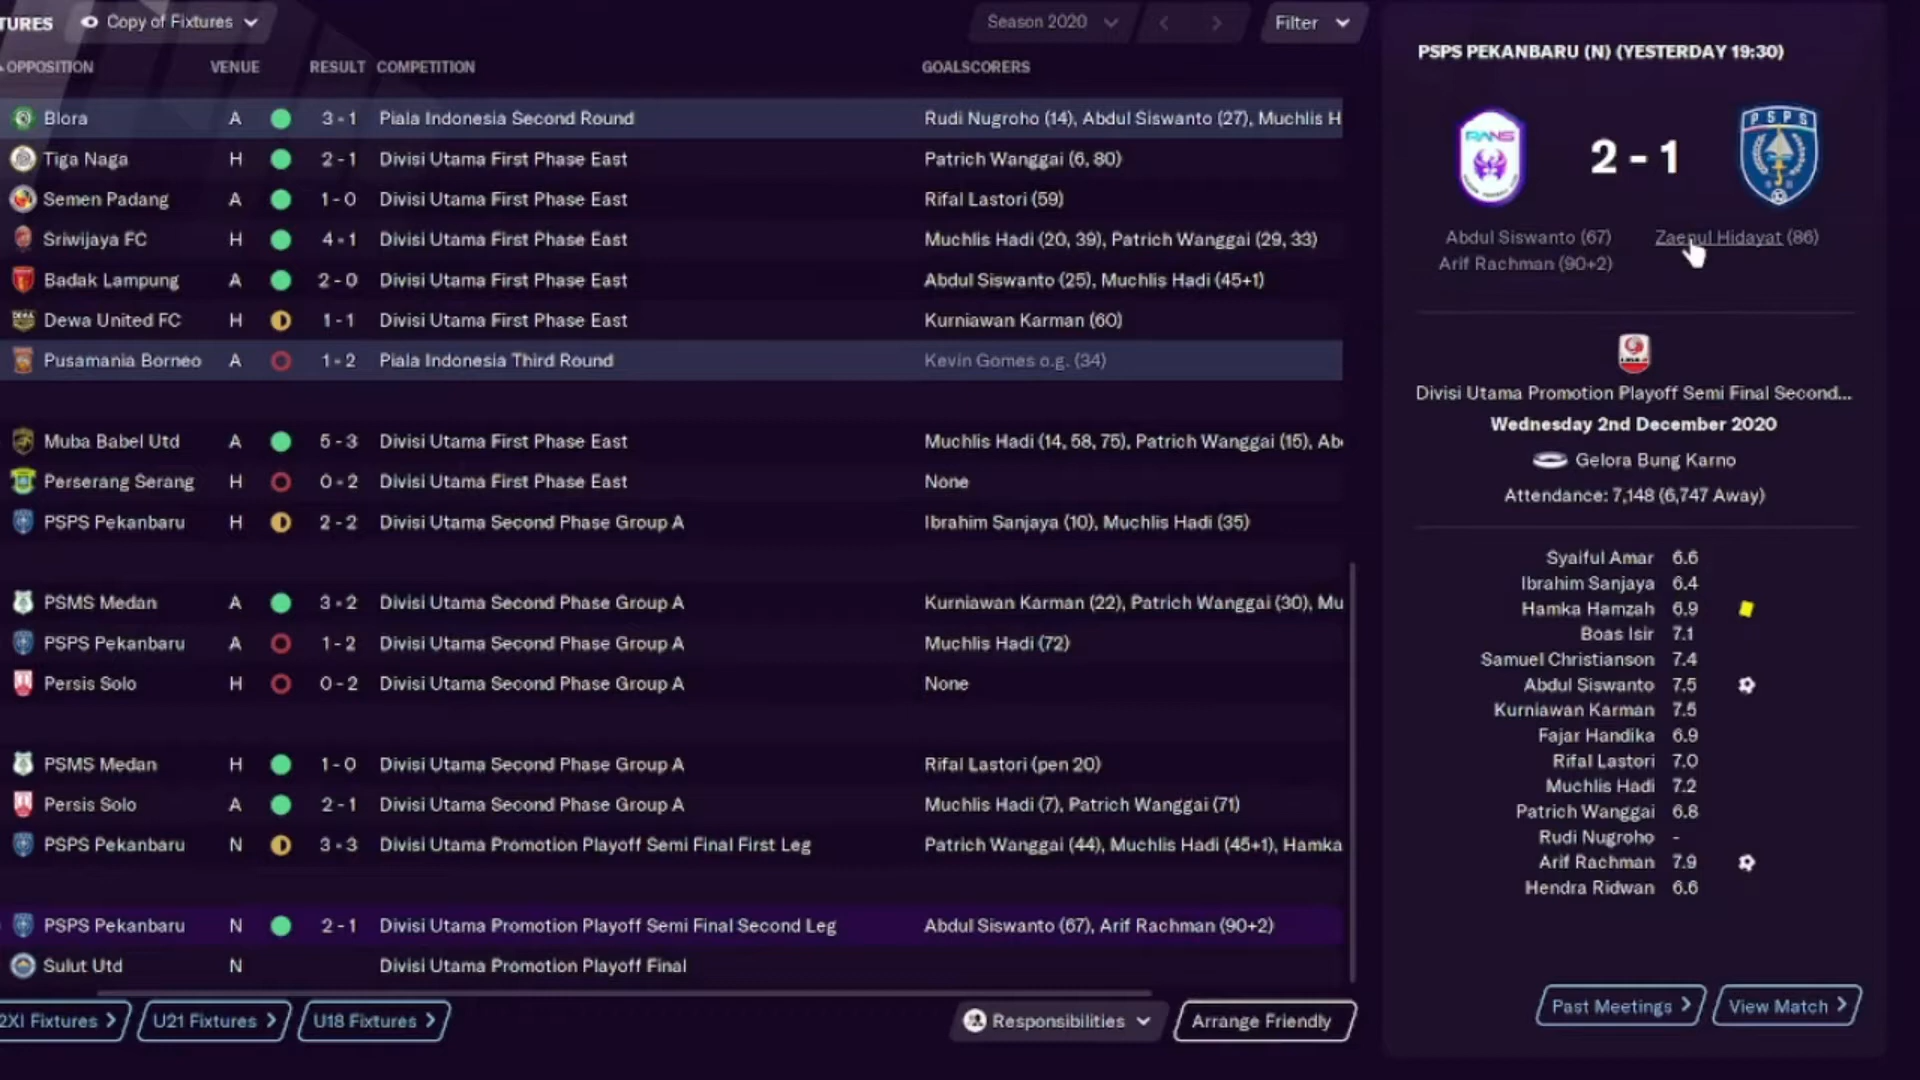 TURES Copy of Fixtures Season 2020 Filter
OPPOSITION VENUE RESULT COMPETITION GOALSCORERS
Blora A 3 - 1 Piala Indonesia Second Round Rudi Nugroho (14), Abdul Siswanto (27), Muchlis H
Tiga Naga H 2 - 1 Divisi Utama First Phase East Patrich Wanggai (6, 80)
Semen Padang A 1 - 0 Divisi Utama First Phase East Rifal Lastori (59)
Sriwijaya FC H 4 - 1 Divisi Utama First Phase East Muchlis Hadi (20, 39), Patrich Wanggai (29, 33)
Badak Lampung A 2 - 0 Divisi Utama First Phase East Abdul Siswanto (25), Muchlis Hadi (45+1)
Dewa United FC H 1 - 1 Divisi Utama First Phase East Kurniawan Karman (60)
Pusamania Borneo A 1 - 2 Piala Indonesia Third Round Kevin Gomes o.g. (34)
Muba Babel Utd A 5 - 3 Divisi Utama First Phase East Muchlis Hadi (14, 58, 75), Patrich Wanggai (15), Ab
Perserang Serang H 0 - 2 Divisi Utama First Phase East None
PSPS Pekanbaru H 2 - 2 Divisi Utama Second Phase Group A Ibrahim Sanjaya (10), Muchlis Hadi (35)
PSMS Medan A 3 - 2 Divisi Utama Second Phase Group A Kurniawan Karman (22), Patrich Wanggai (30), Mu
PSPS Pekanbaru A 1 - 2 Divisi Utama Second Phase Group A Muchlis Hadi (72)
Persis Solo H 0 - 2 Divisi Utama Second Phase Group A None
PSMS Medan H 1 - 0 Divisi Utama Second Phase Group A Rifal Lastori (pen 20)
Persis Solo A 2 - 1 Divisi Utama Second Phase Group A Muchlis Hadi (7), Patrich Wanggai (71)
PSPS Pekanbaru N 3 - 3 Divisi Utama Promotion Playoff Semi Final First Leg Patrich Wanggai (44), Muchlis Hadi (45+1), Hamka
PSPS Pekanbaru N 2 - 1 Divisi Utama Promotion Playoff Semi Final Second Leg Abdul Siswanto (67), Arif Rachman (90+2)
Sulut Utd N Divisi Utama Promotion Playoff Final
2XI Fixtures U21 Fixtures U18 Fixtures Responsibilities Arrange Friendly
PSPS PEKANBARU (N) (YESTERDAY 19:30)
RANS 2 - 1 PSPS
Abdul Siswanto (67) Zaenul Hidayat (86)
Arif Rachman (90+2)
Divisi Utama Promotion Playoff Semi Final Second...
Wednesday 2nd December 2020
Gelora Bung Karno
Attendance: 7,148 (6,747 Away)
Syaiful Amar 6.6
Ibrahim Sanjaya 6.4
Hamka Hamzah 6.9
Boas Isir 7.1
Samuel Christianson 7.4
Abdul Siswanto 7.5
Kurniawan Karman 7.5
Fajar Handika 6.9
Rifal Lastori 7.0
Muchlis Hadi 7.2
Patrich Wanggai 6.8
Rudi Nugroho -
Arif Rachman 7.9
Hendra Ridwan 6.6
Past Meetings View Match